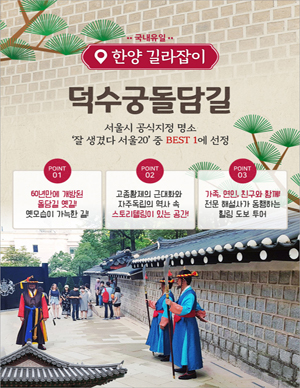 국내유일
한양 길라잡이
덕수궁돌담길
서울시 공식지정 명소
'잘 생겼다 서울20' 중 BEST 1에 선정
POINT
01
60년만에 개방된
돌담길 옛길!
옛모습이 가득한 길!
POINT
02
고종황제의 근대화와
자주독립의 역사 속
스토리텔링이 있는 공간!
POINT
03
가족, 연인, 친구와 함께!
전문 해설사가 동행하는
힐링 도보 투어